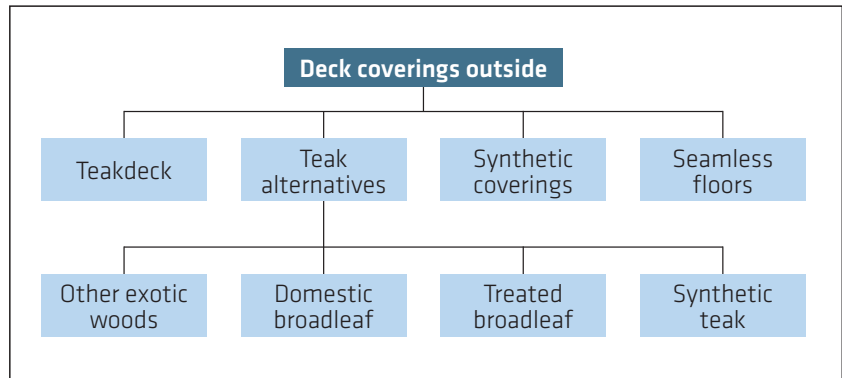 Deck coverings outside
Teakdeck
Teak
alternatives
Synthetic
coverings
Seamless
floors
Other exotic
woods
Domestic
broadleaf
Treated
broadleaf
Synthetic
teak